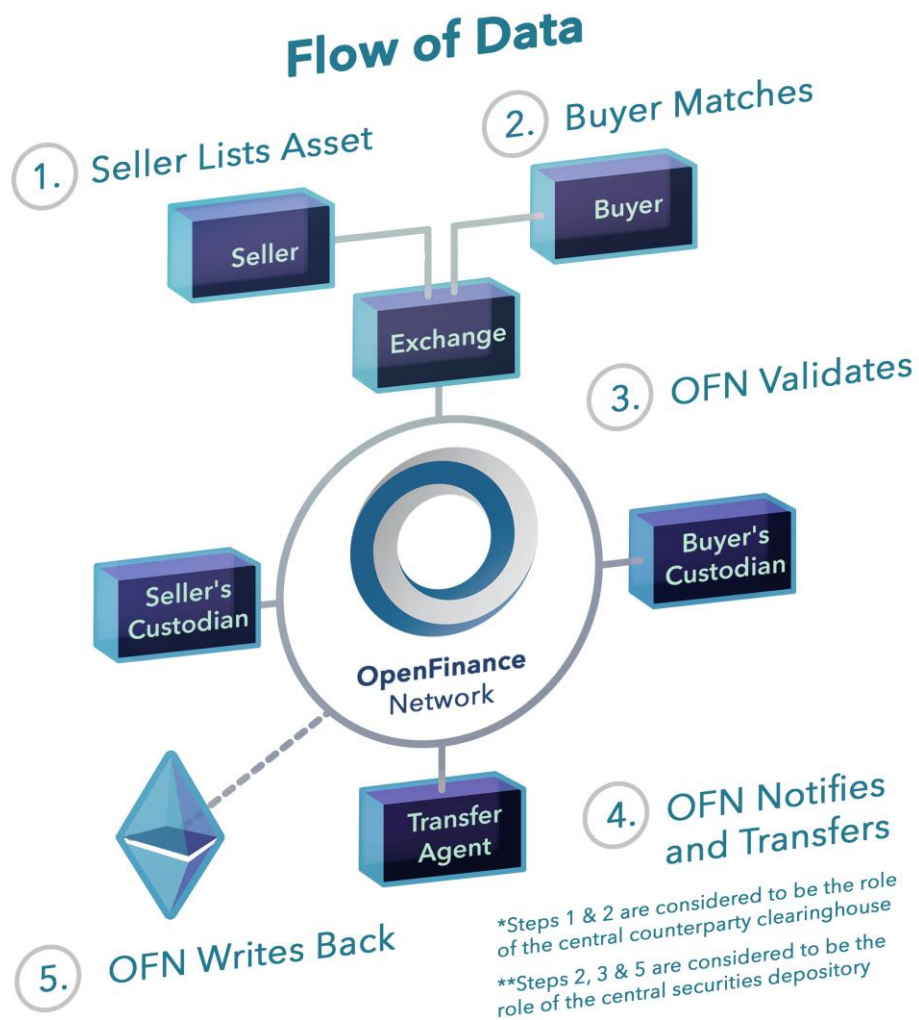 Flow of Data
1. Seller Lists Asset
2. Buyer Matches
Seller
Buyer
Exchange
3. OFN Validates
Seller's
Custodian
Buyer's
Custodian
OpenFinance
Network
Transfer
Agent
4. OFN Notifies
and Transfers
5. OFN Writes Back
*Steps 1 & 2 are considered to be the role
of the central counterparty clearinghouse
**Steps 2, 3 & 5 are considered to be the
role of the central securities depository